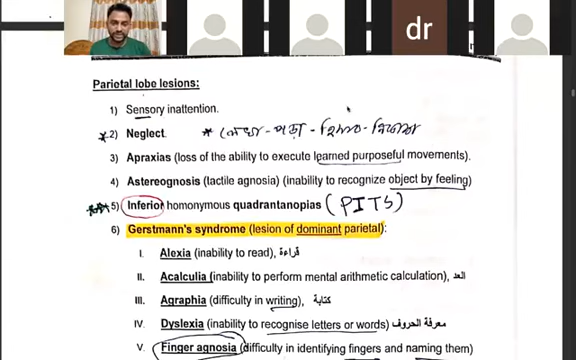 dr
Parietal lobe lesions:
1) Sensory inattention.
2) Neglect. * লেখা - পড়া - হিসাব - নিকাশ
3) Apraxias (loss of the ability to execute learned purposeful movements).
4) Astereognosis (tactile agnosia) (inability to recognize object by feeling)
5) Inferior homonymous quadrantanopias (PITS)
6) Gerstmann's syndrome (lesion of dominant parietal):
I. Alexia (inability to read), قراءة
II. Acalculia (inability to perform mental arithmetic calculation), العد
III. Agraphia (difficulty in writing), كتابة
IV. Dyslexia (inability to recognise letters or words) معرفة الحروف
V. Finger agnosia (difficulty in identifying fingers and naming them)